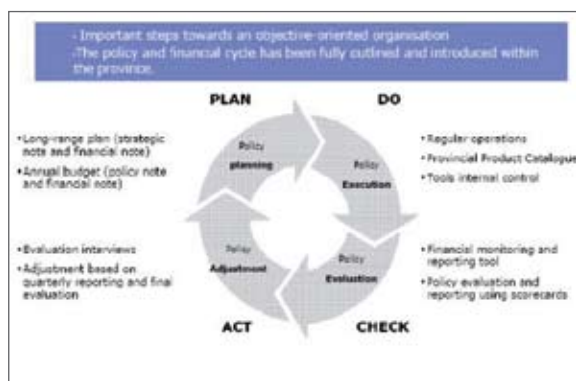 - Important steps towards an objective-oriented organisation
-The policy and financial cycle has been fully outlined and introduced within
the province.
PLAN
DO
•Long-range plan (strategic
note and financial note)
•Annual budget (policy note
and financial note)
Policy
planning
Policy
Execution
•Regular operations
•Provincial Product Catalogue
•Tools internal control
•Evaluation interviews
•Adjustment based on
quarterly reporting and final
evaluation
Policy
Adjustment
Policy
Evaluation
•Financial monitoring and
reporting tool
•Policy evaluation and
reporting using scorecards
ACT
CHECK